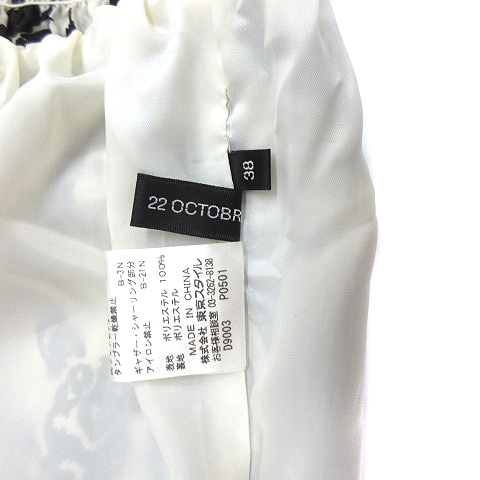 38
22 OCTOBR
タンブラー乾燥禁止 B-3N
ギャザー・シャーリング部分
アイロン禁止 B-21N
表地 ポリエステル 100%
裏地 ポリエステル
MADE IN CHINA
株式会社 東京スタイル
お客様相談室 03-3262-8138
D9003 P0501